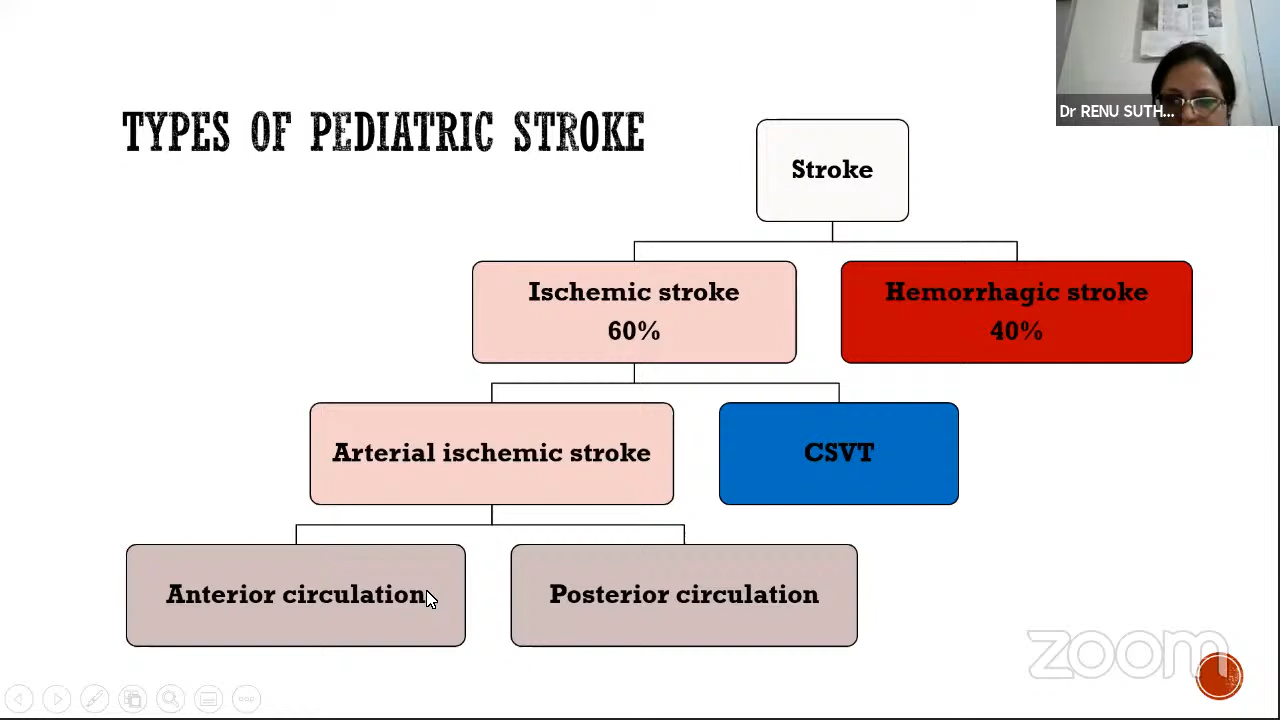 Dr RENU SUTH...
TYPES OF PEDIATRIC STROKE
Stroke
Ischemic stroke
60%
Hemorrhagic stroke
40%
Arterial ischemic stroke
CSVT
Anterior circulation
Posterior circulation
zoom